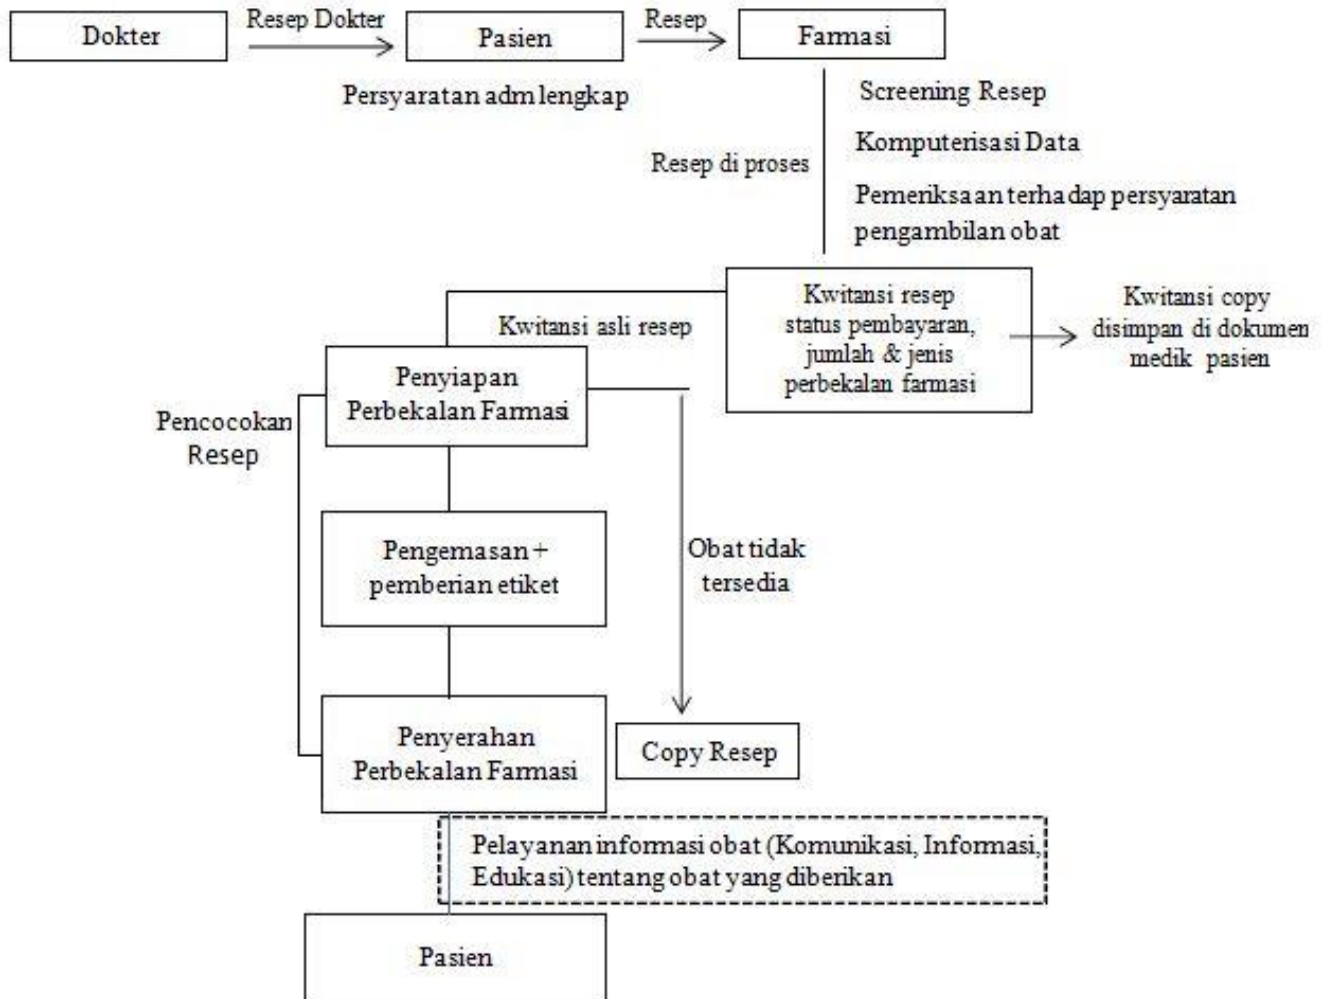 Dokter
Resep Dokter
Pasien
Resep
Farmasi
Persyaratan adm lengkap
Screening Resep
Komputerisasi Data
Resep di proses
Pemeriksaan terhadap persyaratan
pengambilan obat
Kwitansi resep
status pembayaran,
jumlah & jenis
perbekalan farmasi
Kwitansi copy
disimpan di dokumen
medik pasien
Kwitansi asli resep
Penyiapan
Perbekalan Farmasi
Pencocokan
Resep
Pengemasan +
pemberian etiket
Obat tidak
tersedia
Penyerahan
Perbekalan Farmasi
Copy Resep
Pelayanan informasi obat (Komunikasi, Informasi,
Edukasi) tentang obat yang diberikan
Pasien